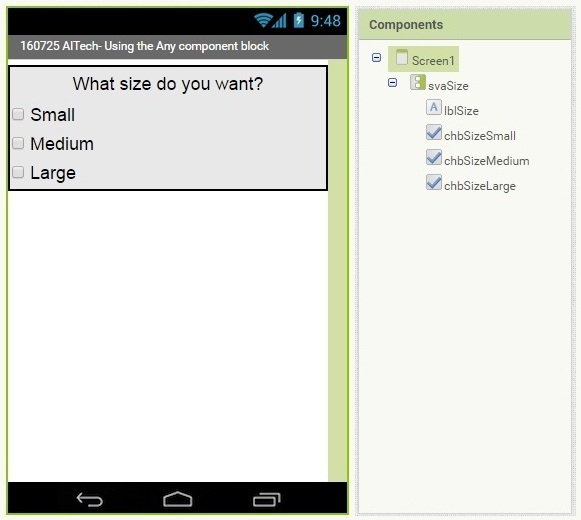 9:48
160725 AITech- Using the Any component block
What size do you want?
Small
Medium
Large
Components
Screen1
svaSize
A lblSize
chbSizeSmall
chbSizeMedium
chbSizeLarge